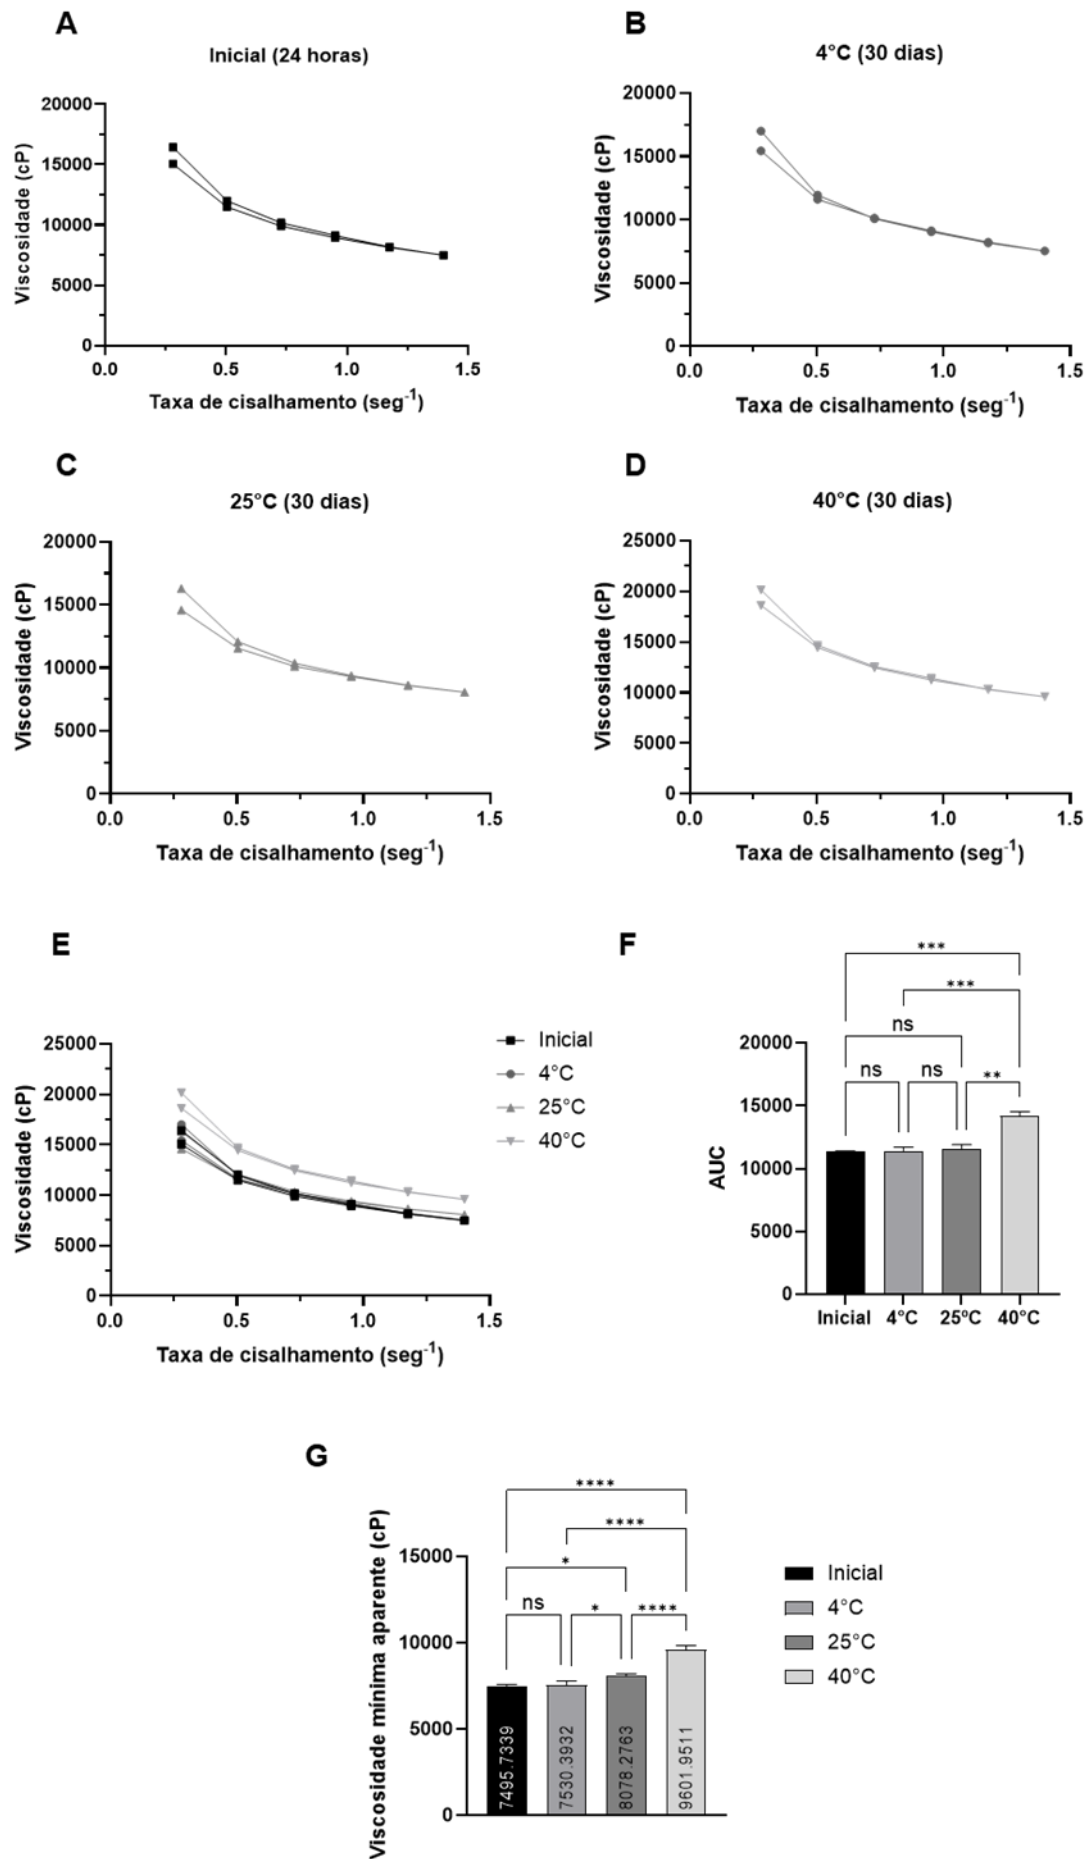 A
Inicial (24 horas)
20000
15000
10000
5000
0
Viscosidade (cP)
0.0 0.5 1.0 1.5
Taxa de cisalhamento (seg-1)
B
4°C (30 dias)
20000
15000
10000
5000
0
Viscosidade (cP)
0.0 0.5 1.0 1.5
Taxa de cisalhamento (seg-1)
C
25°C (30 dias)
20000
15000
10000
5000
0
Viscosidade (cP)
0.0 0.5 1.0 1.5
Taxa de cisalhamento (seg-1)
D
40°C (30 dias)
25000
20000
15000
10000
5000
0
Viscosidade (cP)
0.0 0.5 1.0 1.5
Taxa de cisalhamento (seg-1)
E
25000
20000
15000
10000
5000
0
Viscosidade (cP)
0.0 0.5 1.0 1.5
Taxa de cisalhamento (seg-1)
Inicial
4°C
25°C
40°C
F
***
***
ns
ns ns **
20000
15000
10000
5000
0
AUC
Inicial 4°C 25°C 40°C
G
****
****
*
ns * ****
15000
10000
5000
0
Viscosidade mínima aparente (cP)
7495.7339
7530.3932
8078.2763
9601.9511
Inicial
4°C
25°C
40°C